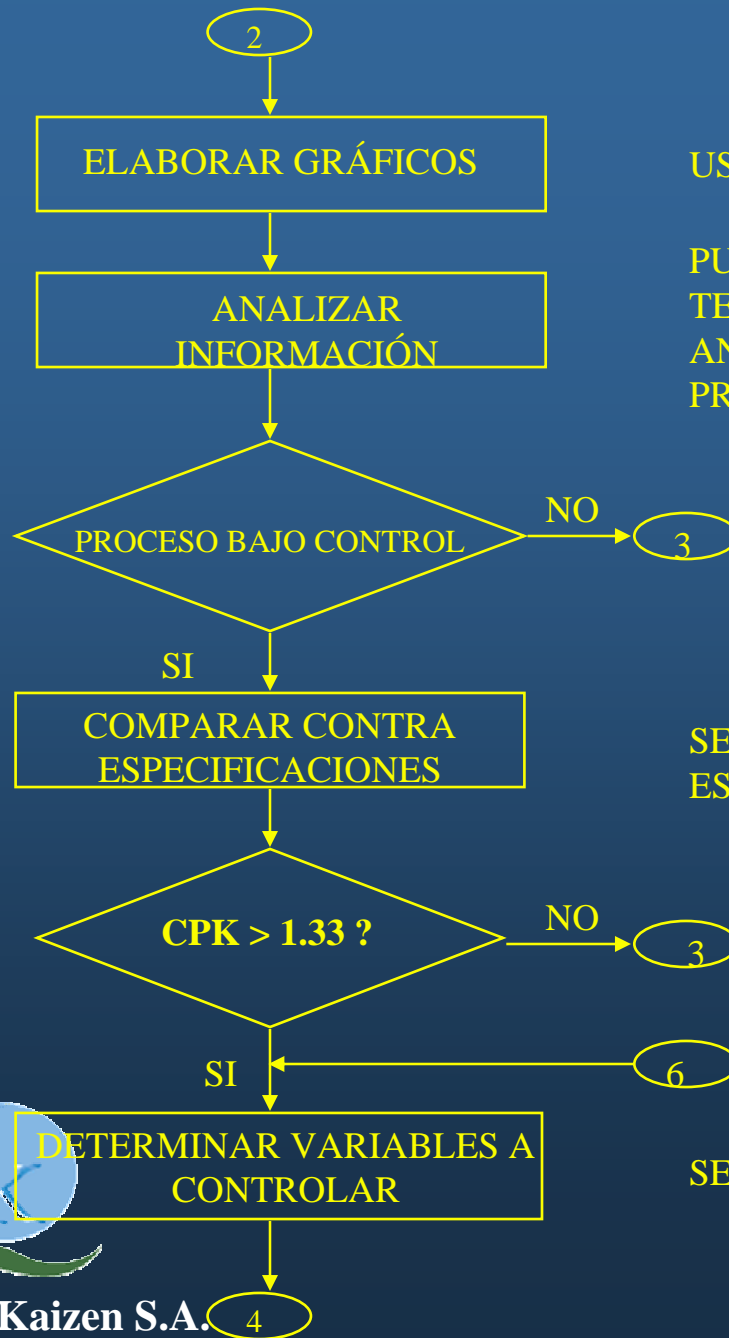 2
ELABORAR GRÁFICOS
US
ANALIZAR
INFORMACIÓN
PU
TE
AN
PR
PROCESO BAJO CONTROL
NO
3
SI
COMPARAR CONTRA
ESPECIFICACIONES
SE
ES
CPK > 1.33 ?
NO
3
SI
6
DETERMINAR VARIABLES A
CONTROLAR
SE
K
Kaizen S.A.
4